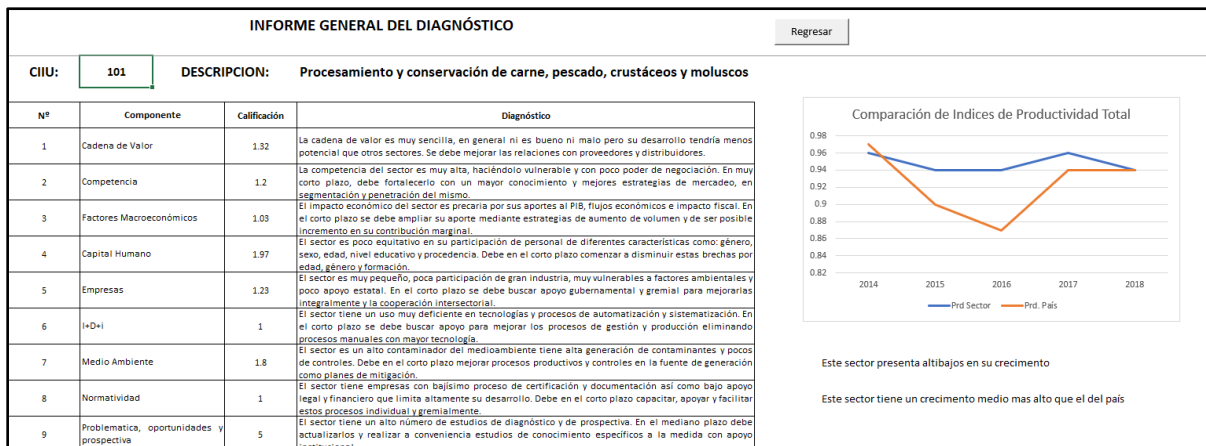 INFORME GENERAL DEL DIAGNÓSTICO
Regresar
CIIU:
101
DESCRIPCION:
Procesamiento y conservación de carne, pescado, crustáceos y moluscos
Nº
Componente
Calificación
Diagnóstico
1
Cadena de Valor
1.32
La cadena de valor es muy sencilla, en general ni es bueno ni malo pero su desarrollo tendría menos
potencial que otros sectores. Se debe mejorar las relaciones con proveedores y distribuidores.
2
Competencia
1.2
La competencia del sector es muy alta, haciéndolo vulnerable y con poco poder de negociación. En muy
corto plazo, debe fortalecerlo con un mayor conocimiento y mejores estrategias de mercadeo, en
segmentación y penetración del mismo.
3
Factores Macroeconómicos
1.03
El impacto económico del sector es precaria por sus aportes al PIB, flujos económicos e impacto fiscal. En
el corto plazo se debe ampliar su aporte mediante estrategias de aumento de volumen y de ser posible
incremento en su contribución marginal.
4
Capital Humano
1.97
El sector es poco equitativo en su participación de personal de diferentes características como: género,
sexo, edad, nivel educativo y procedencia. Debe en el corto plazo comenzar a disminuir estas brechas por
edad, género y formación.
5
Empresas
1.23
El sector es muy pequeño, poca participación de gran industria, muy vulnerables a factores ambientales y
poco apoyo estatal. En el corto plazo se debe buscar apoyo gubernamental y gremial para mejorarlas
integralmente y la cooperación intersectorial.
6
I+D+i
1
El sector tiene un uso muy deficiente en tecnologías y procesos de automatización y sistematización. En
el corto plazo se debe buscar apoyo para mejorar los procesos de gestión y producción eliminando
procesos manuales con mayor tecnología.
7
Medio Ambiente
1.8
El sector es un alto contaminador del medioambiente tiene alta generación de contaminantes y pocos
de controles. Debe en el corto plazo mejorar procesos productivos y controles en la fuente de generación
como planes de mitigación.
8
Normatividad
1
El sector tiene empresas con bajísimo proceso de certificación y documentación así como bajo apoyo
legal y financiero que limita altamente su desarrollo. Debe en el corto plazo capacitar, apoyar y facilitar
estos procesos individual y gremialmente.
9
Problematica, oportunidades y
prospectiva
5
El sector tiene un alto número de estudios de diagnóstico y de prospectiva. En el mediano plazo debe
actualizarlos y realizar a conveniencia estudios de conocimiento específicos a la medida con apoyo
Comparación de Indices de Productividad Total
0.98
0.96
0.94
0.92
0.9
0.88
0.86
0.84
0.82
2014 2015 2016 2017 2018
Prd Sector Prd. País
Este sector presenta altibajos en su crecimento
Este sector tiene un crecimento medio mas alto que el del país